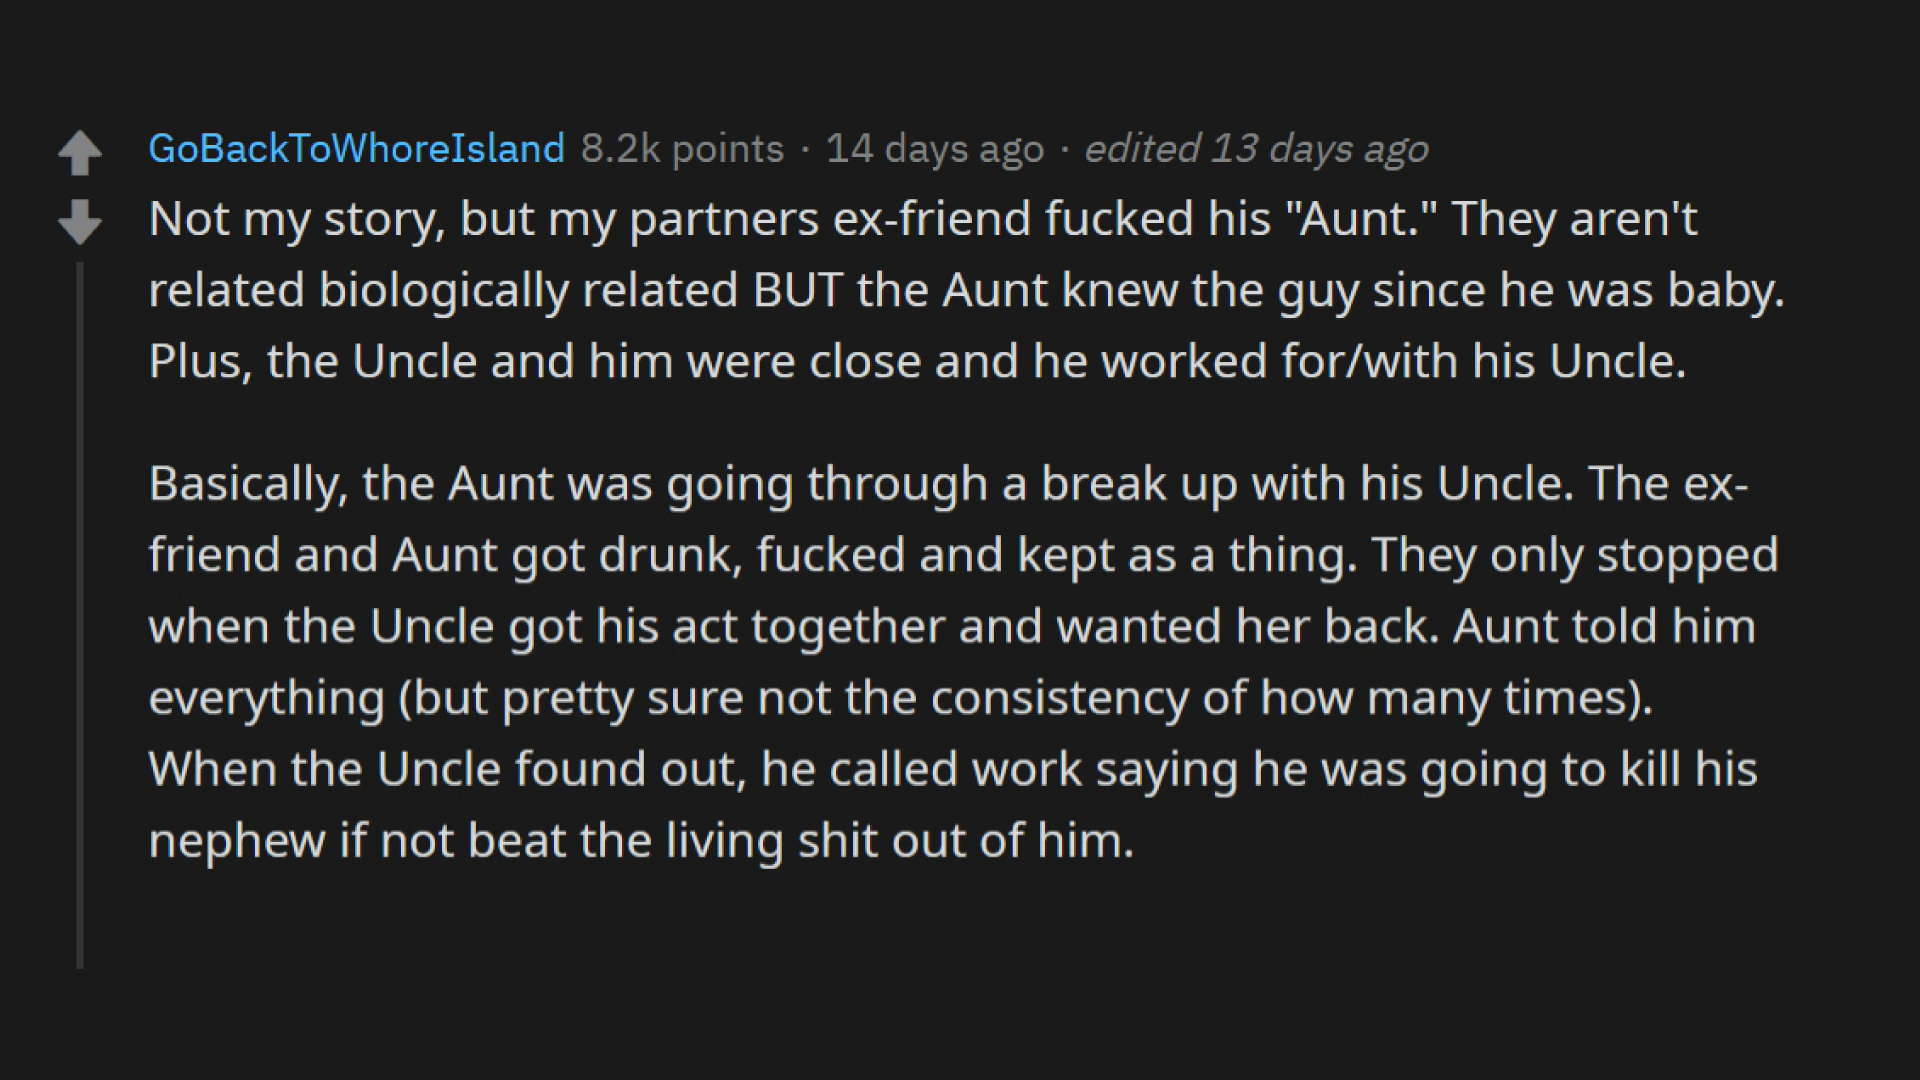 GoBackToWhoreIsland 8.2k points · 14 days ago · edited 13 days ago
Not my story, but my partners ex-friend fucked his "Aunt." They aren't
related biologically related BUT the Aunt knew the guy since he was baby.
Plus, the Uncle and him were close and he worked for/with his Uncle.
Basically, the Aunt was going through a break up with his Uncle. The ex-
friend and Aunt got drunk, fucked and kept as a thing. They only stopped
when the Uncle got his act together and wanted her back. Aunt told him
everything (but pretty sure not the consistency of how many times).
When the Uncle found out, he called work saying he was going to kill his
nephew if not beat the living shit out of him.